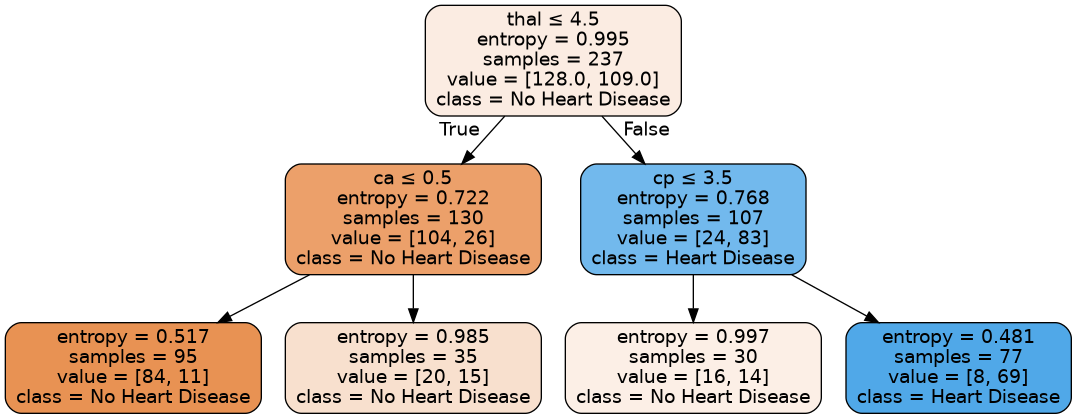 thal ≤ 4.5
entropy = 0.995
samples = 237
value = [128.0, 109.0]
class = No Heart Disease
True
False
ca ≤ 0.5
entropy = 0.722
samples = 130
value = [104, 26]
class = No Heart Disease
cp ≤ 3.5
entropy = 0.768
samples = 107
value = [24, 83]
class = Heart Disease
entropy = 0.517
samples = 95
value = [84, 11]
class = No Heart Disease
entropy = 0.985
samples = 35
value = [20, 15]
class = No Heart Disease
entropy = 0.997
samples = 30
value = [16, 14]
class = No Heart Disease
entropy = 0.481
samples = 77
value = [8, 69]
class = Heart Disease